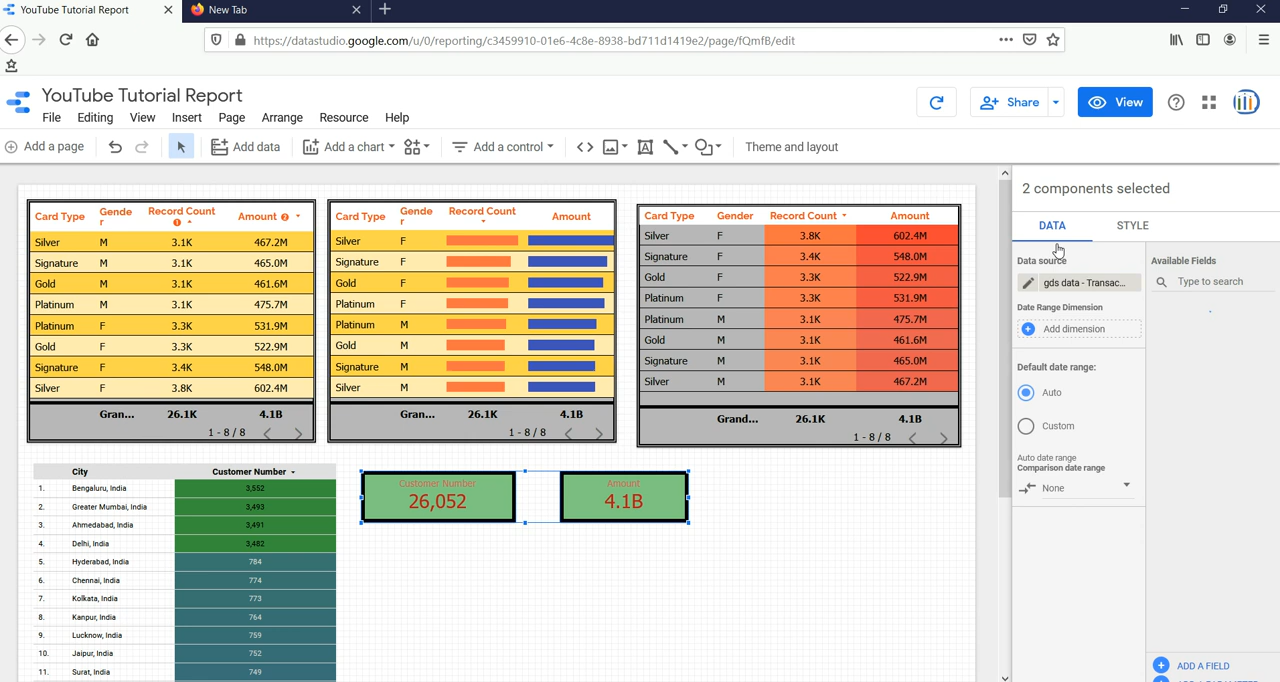 YouTube Tutorial Report
New Tab
https://datastudio.google.com/u/0/reporting/c3459910-01e6-4c8e-8938-bd711d1419e2/page/fQmfB/edit
YouTube Tutorial Report
File Editing View Insert Page Arrange Resource Help
Share View
Add a page Add data Add a chart Add a control Theme and layout
Card Type Gende r Record Count 1 Amount 2
Silver M 3.1K 467.2M
Signature M 3.1K 465.0M
Gold M 3.1K 461.6M
Platinum M 3.1K 475.7M
Platinum F 3.3K 531.9M
Gold F 3.3K 522.9M
Signature F 3.4K 548.0M
Silver F 3.8K 602.4M
Gran... 26.1K 4.1B
1 - 8 / 8
Card Type Gende r Record Count Amount
Silver F
Signature F
Gold F
Platinum F
Platinum M
Gold M
Signature M
Silver M
Gran... 26.1K 4.1B
1 - 8 / 8
Card Type Gender Record Count Amount
Silver F 3.8K 602.4M
Signature F 3.4K 548.0M
Gold F 3.3K 522.9M
Platinum F 3.3K 531.9M
Platinum M 3.1K 475.7M
Gold M 3.1K 461.6M
Signature M 3.1K 465.0M
Silver M 3.1K 467.2M
Grand... 26.1K 4.1B
1 - 8 / 8
City Customer Number
1. Bengaluru, India 3,552
2. Greater Mumbai, India 3,493
3. Ahmedabad, India 3,491
4. Delhi, India 3,482
5. Hyderabad, India 784
6. Chennai, India 774
7. Kolkata, India 773
8. Kanpur, India 764
9. Lucknow, India 759
10. Jaipur, India 752
11. Surat, India 749
Customer Number
26,052
Amount
4.1B
2 components selected
DATA STYLE
Data source
gds data - Transac...
Date Range Dimension
Add dimension
Default date range:
Auto
Custom
Auto date range
Comparison date range
None
Available Fields
Type to search
ADD A FIELD